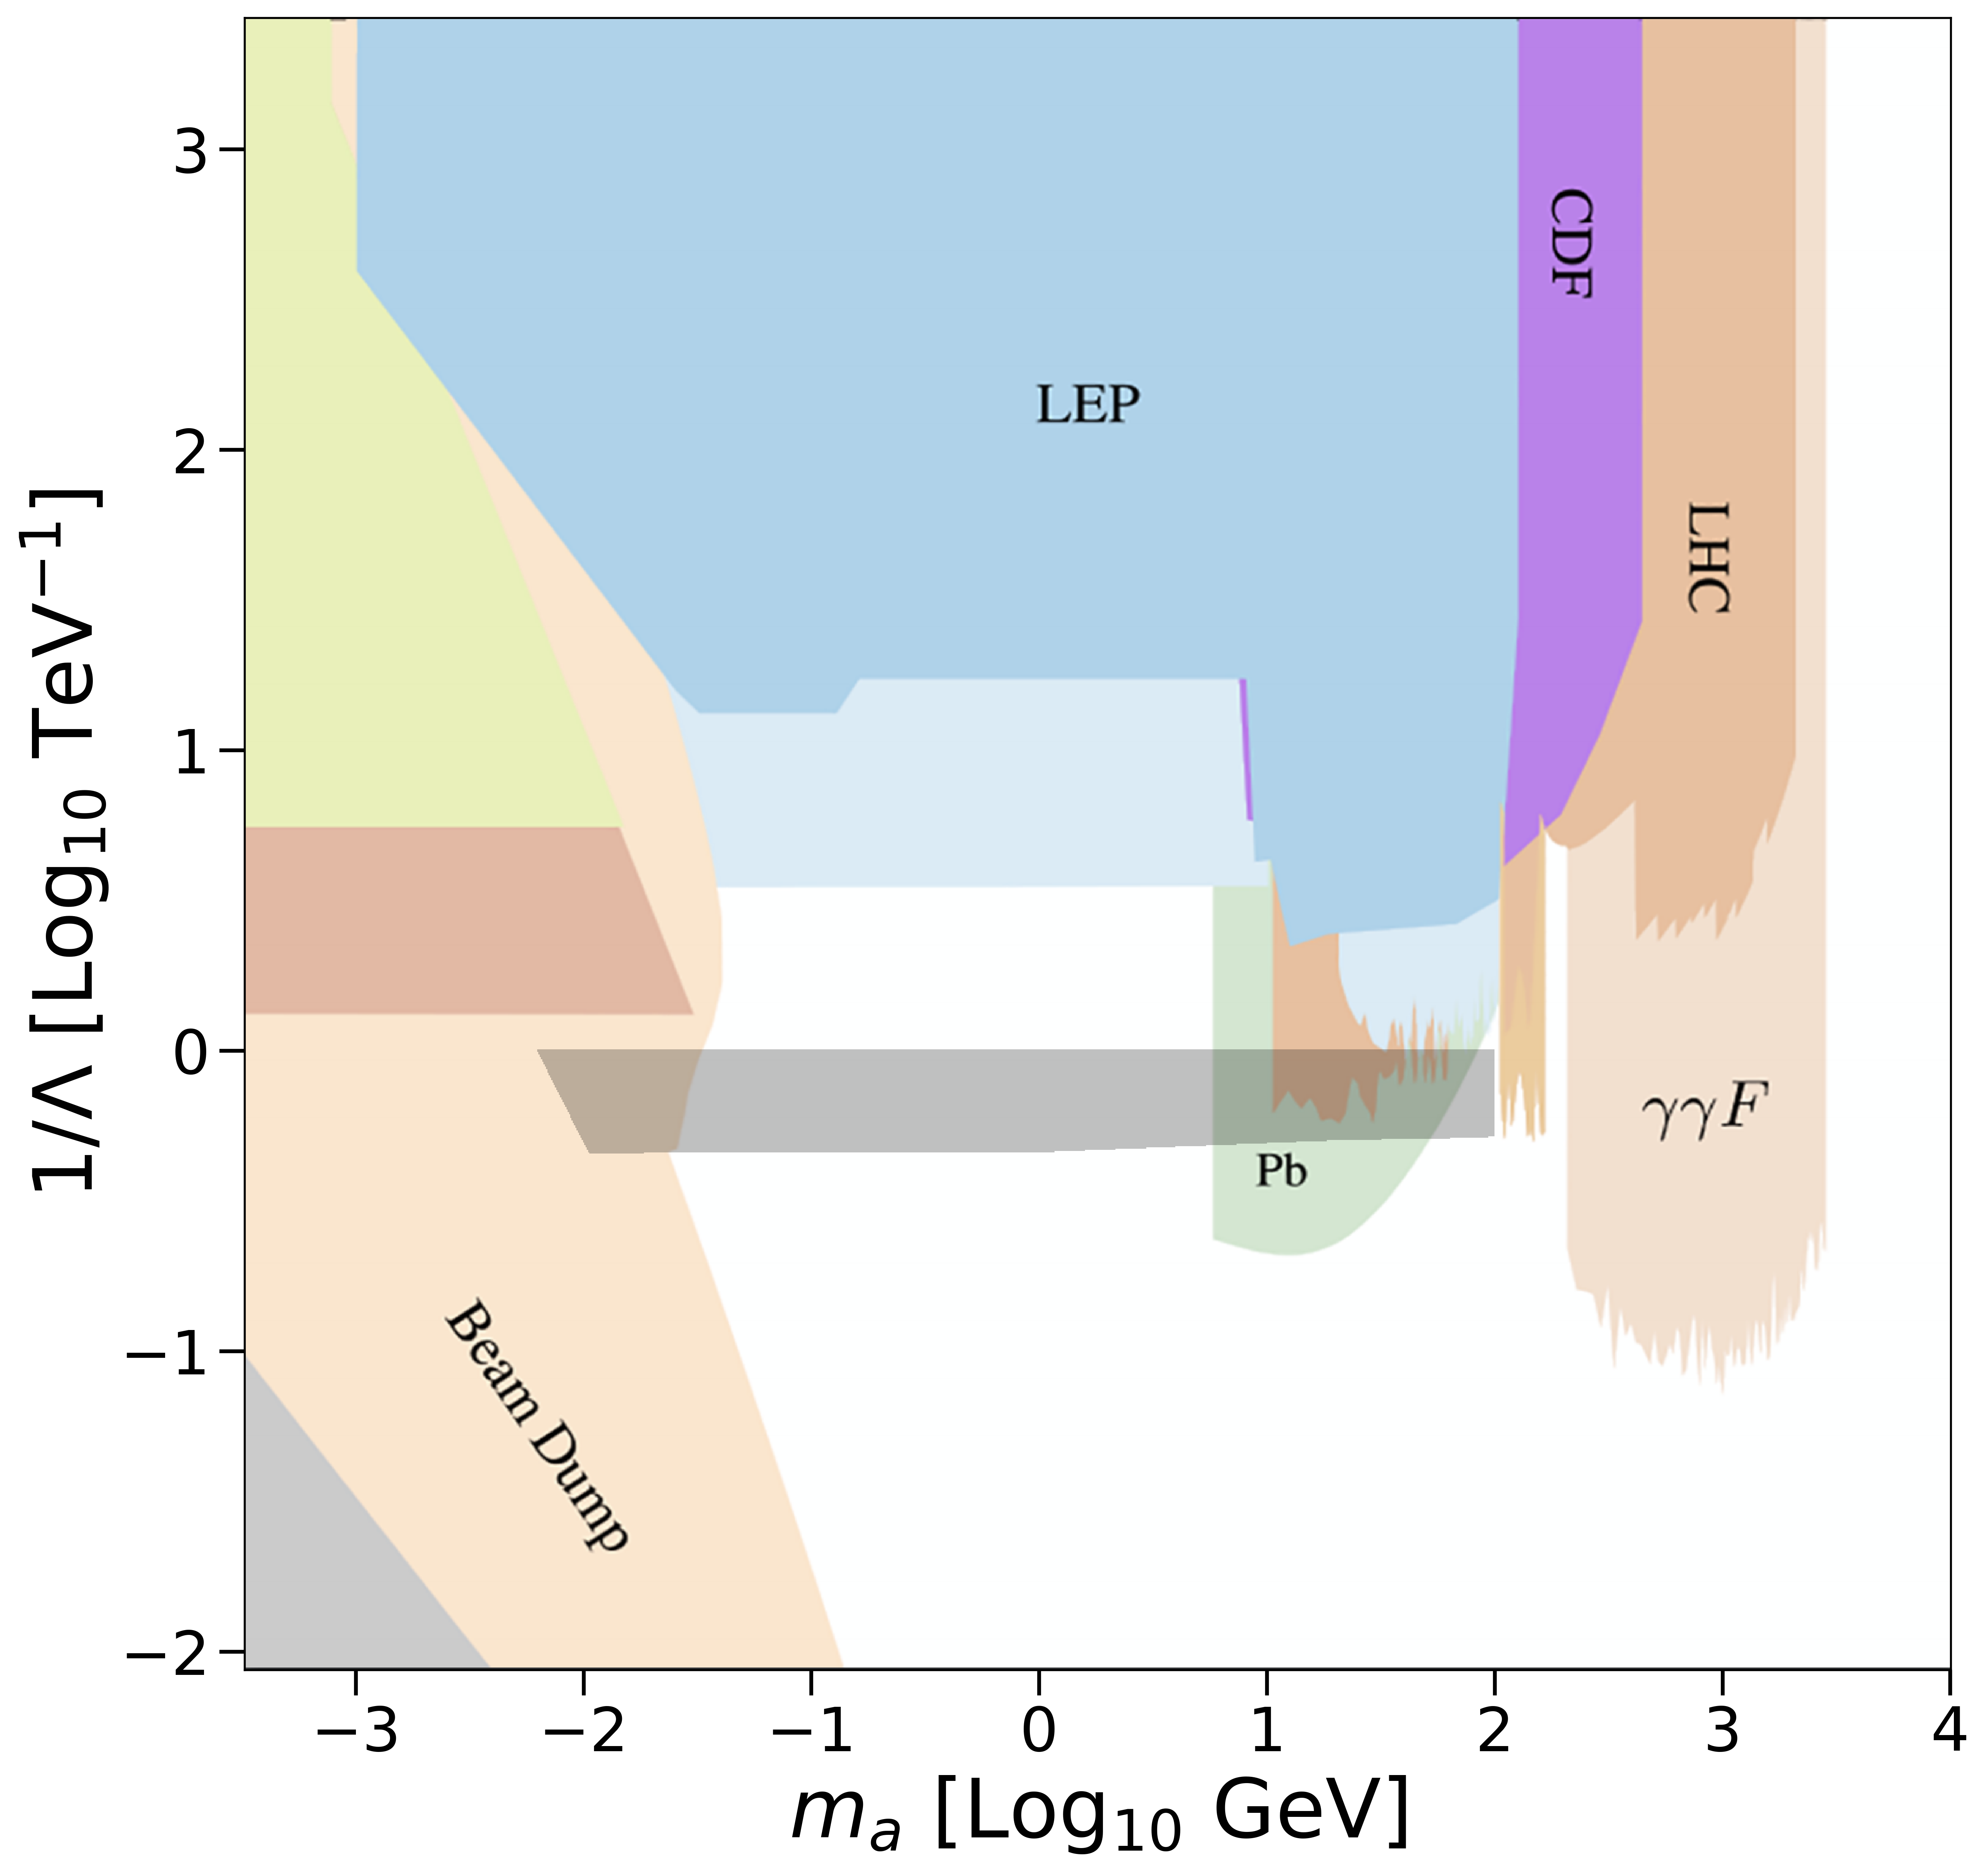 3
2
1
0
−1
−2
1/Λ [Log₁₀ TeV⁻¹]
CDF
LEP
LHC
γγF
Pb
Beam Dump
−3 −2 −1 0 1 2 3 4
mₐ [Log₁₀ GeV]